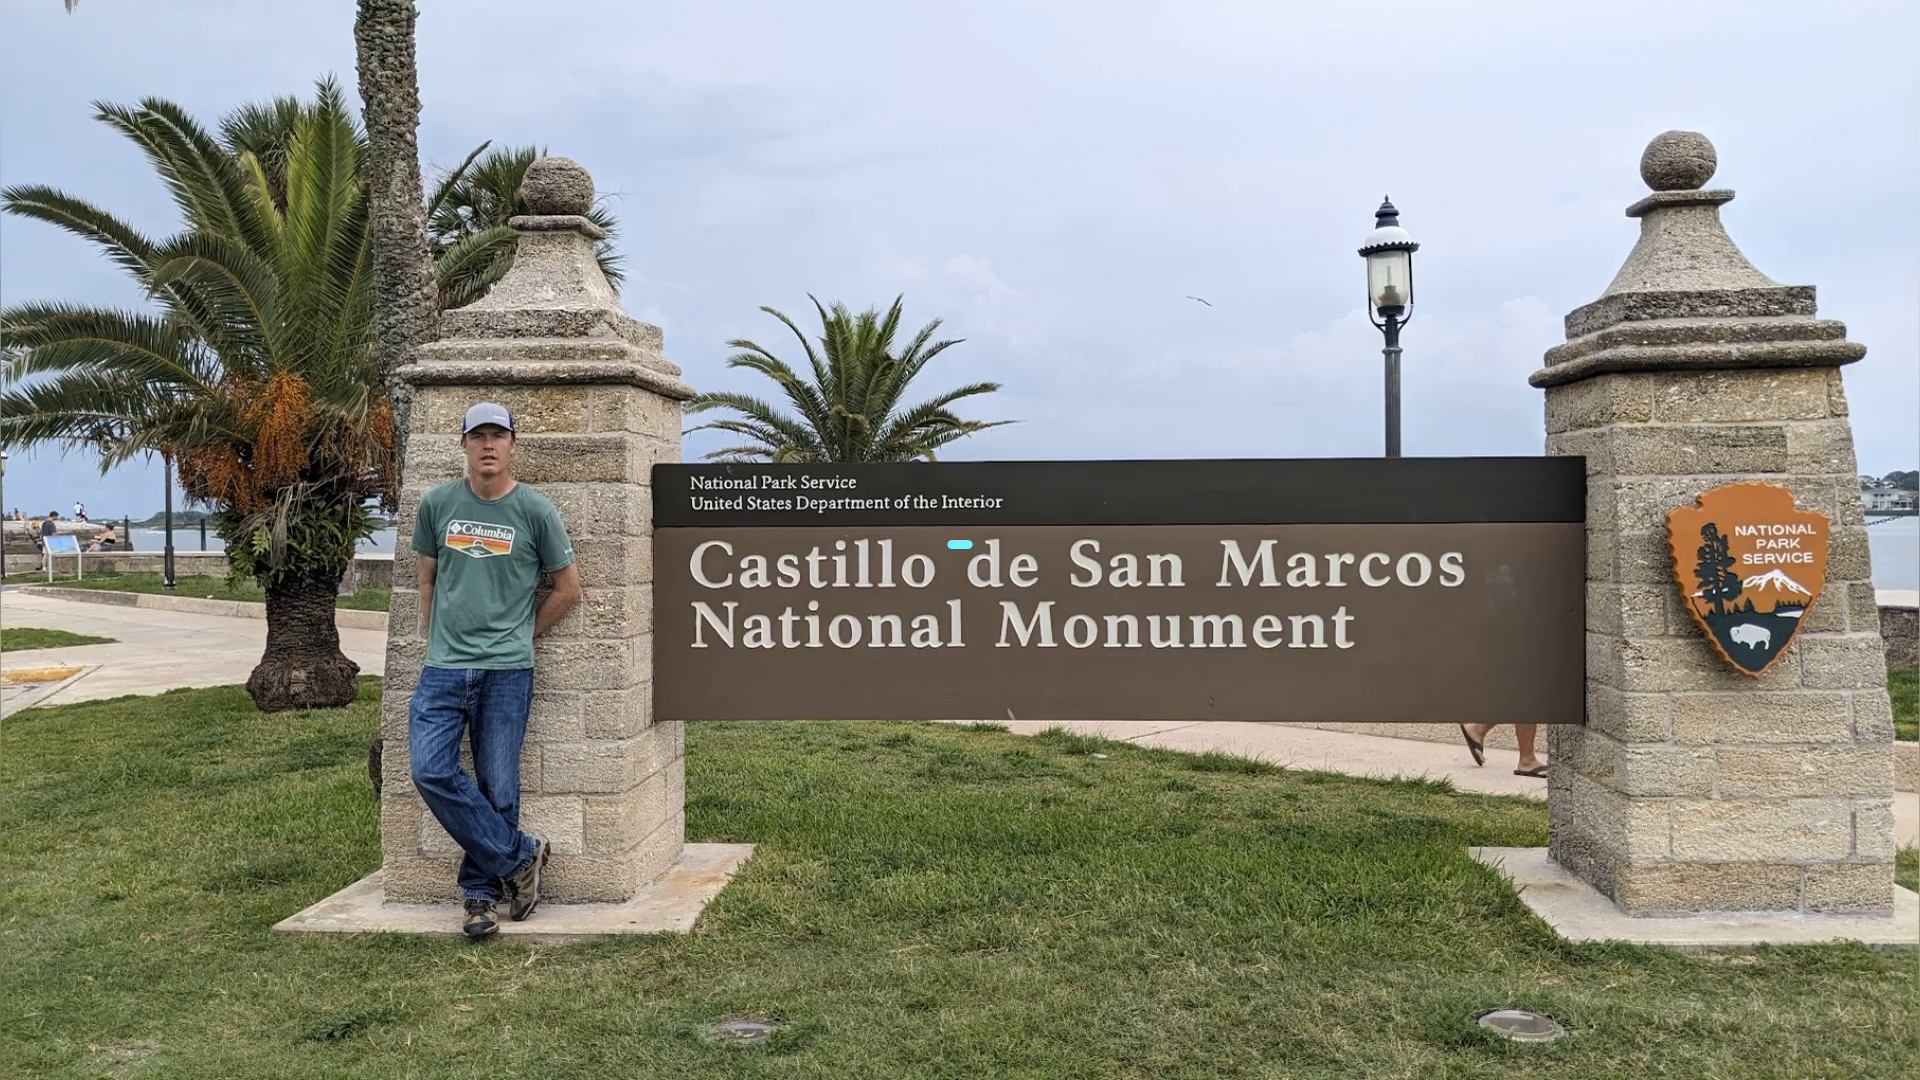 National Park Service
United States Department of the Interior
Castillo de San Marcos
National Monument
Columbia
NATIONAL
PARK
SERVICE